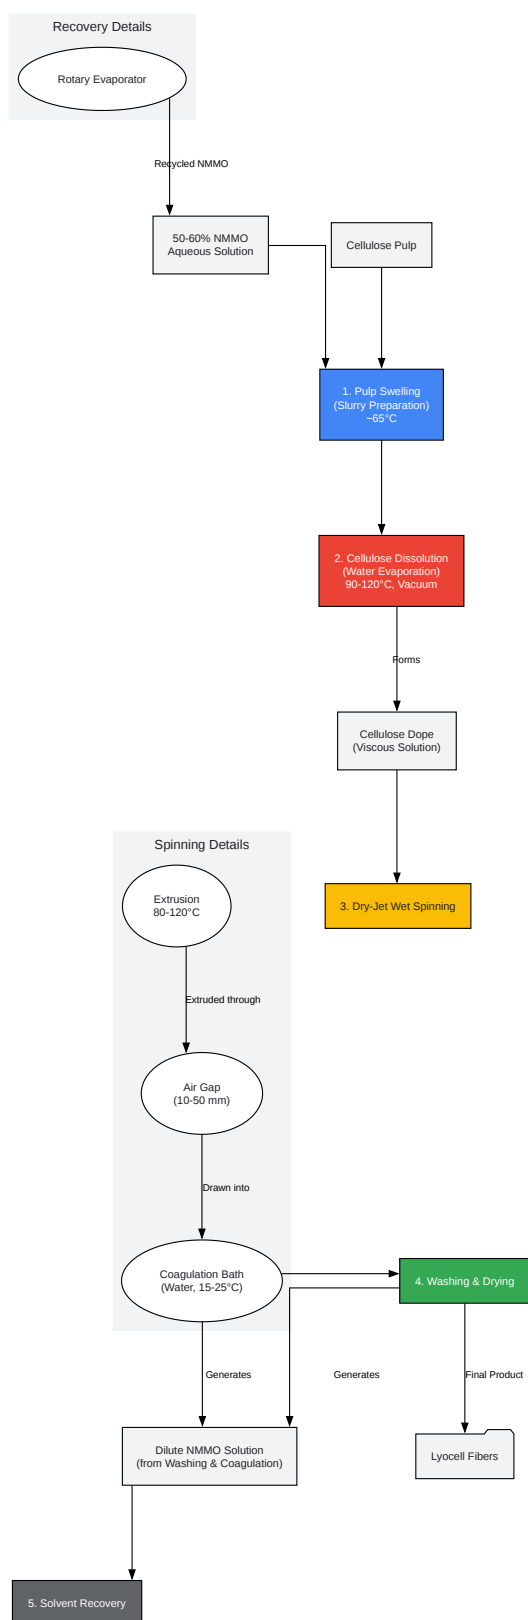 Recovery Details
Rotary Evaporator
Recycled NMMO
50-60% NMMO
Aqueous Solution
Cellulose Pulp
1. Pulp Swelling
(Slurry Preparation)
~65°C
2. Cellulose Dissolution
(Water Evaporation)
90-120°C, Vacuum
Forms
Cellulose Dope
(Viscous Solution)
3. Dry-Jet Wet Spinning
Spinning Details
Extrusion
80-120°C
Extruded through
Air Gap
(10-50 mm)
Drawn into
Coagulation Bath
(Water, 15-25°C)
4. Washing & Drying
Generates
Generates
Final Product
Dilute NMMO Solution
(from Washing & Coagulation)
Lyocell Fibers
5. Solvent Recovery